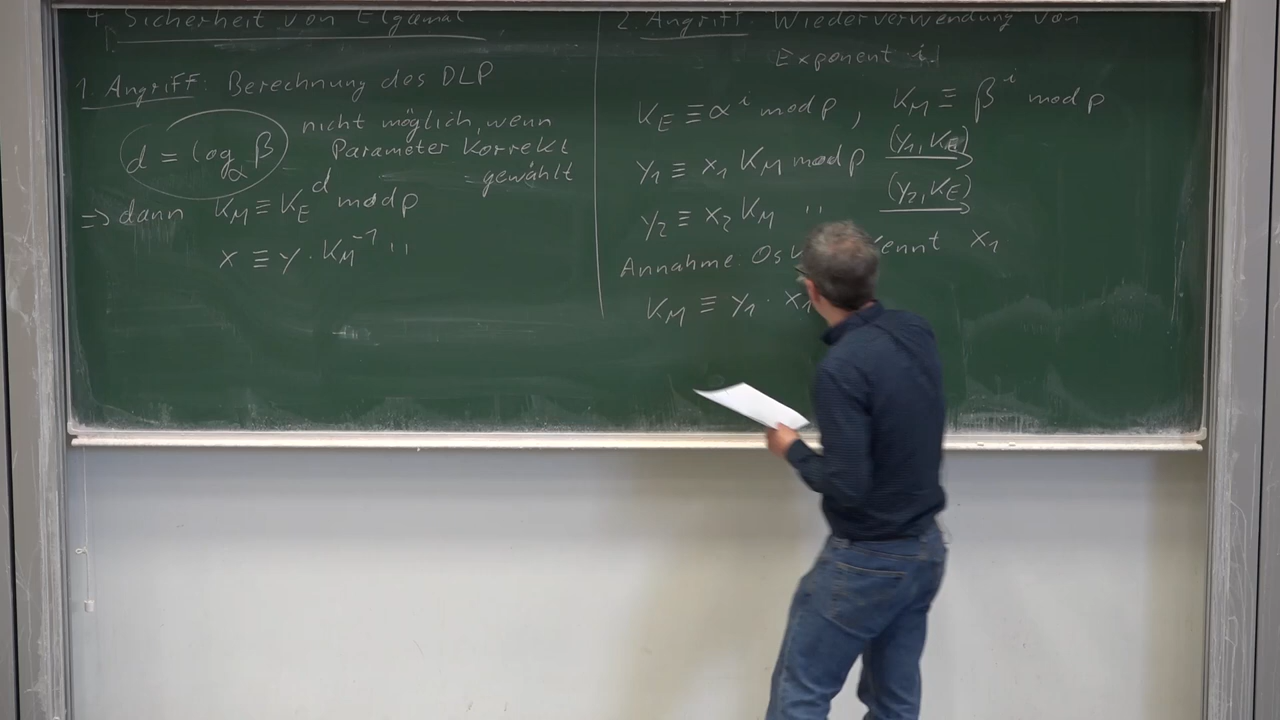 4. Sicherheit von Elgamal
1. Angriff: Berechnung des DLP
d = log_α β nicht möglich, wenn
Parameter korrekt
gewählt
=> dann K_M ≡ K_E^d mod p
x ≡ y · K_M^-1 "
2. Angriff: Wiederverwendung von
Exponent i.
K_E ≡ α^i mod p, K_M ≡ β^i mod p
y_1 ≡ x_1 K_M mod p (y_1, K_E)
y_2 ≡ x_2 K_M " (y_2, K_E)
Annahme: kennt x_1
K_M ≡ y_1 · x_1